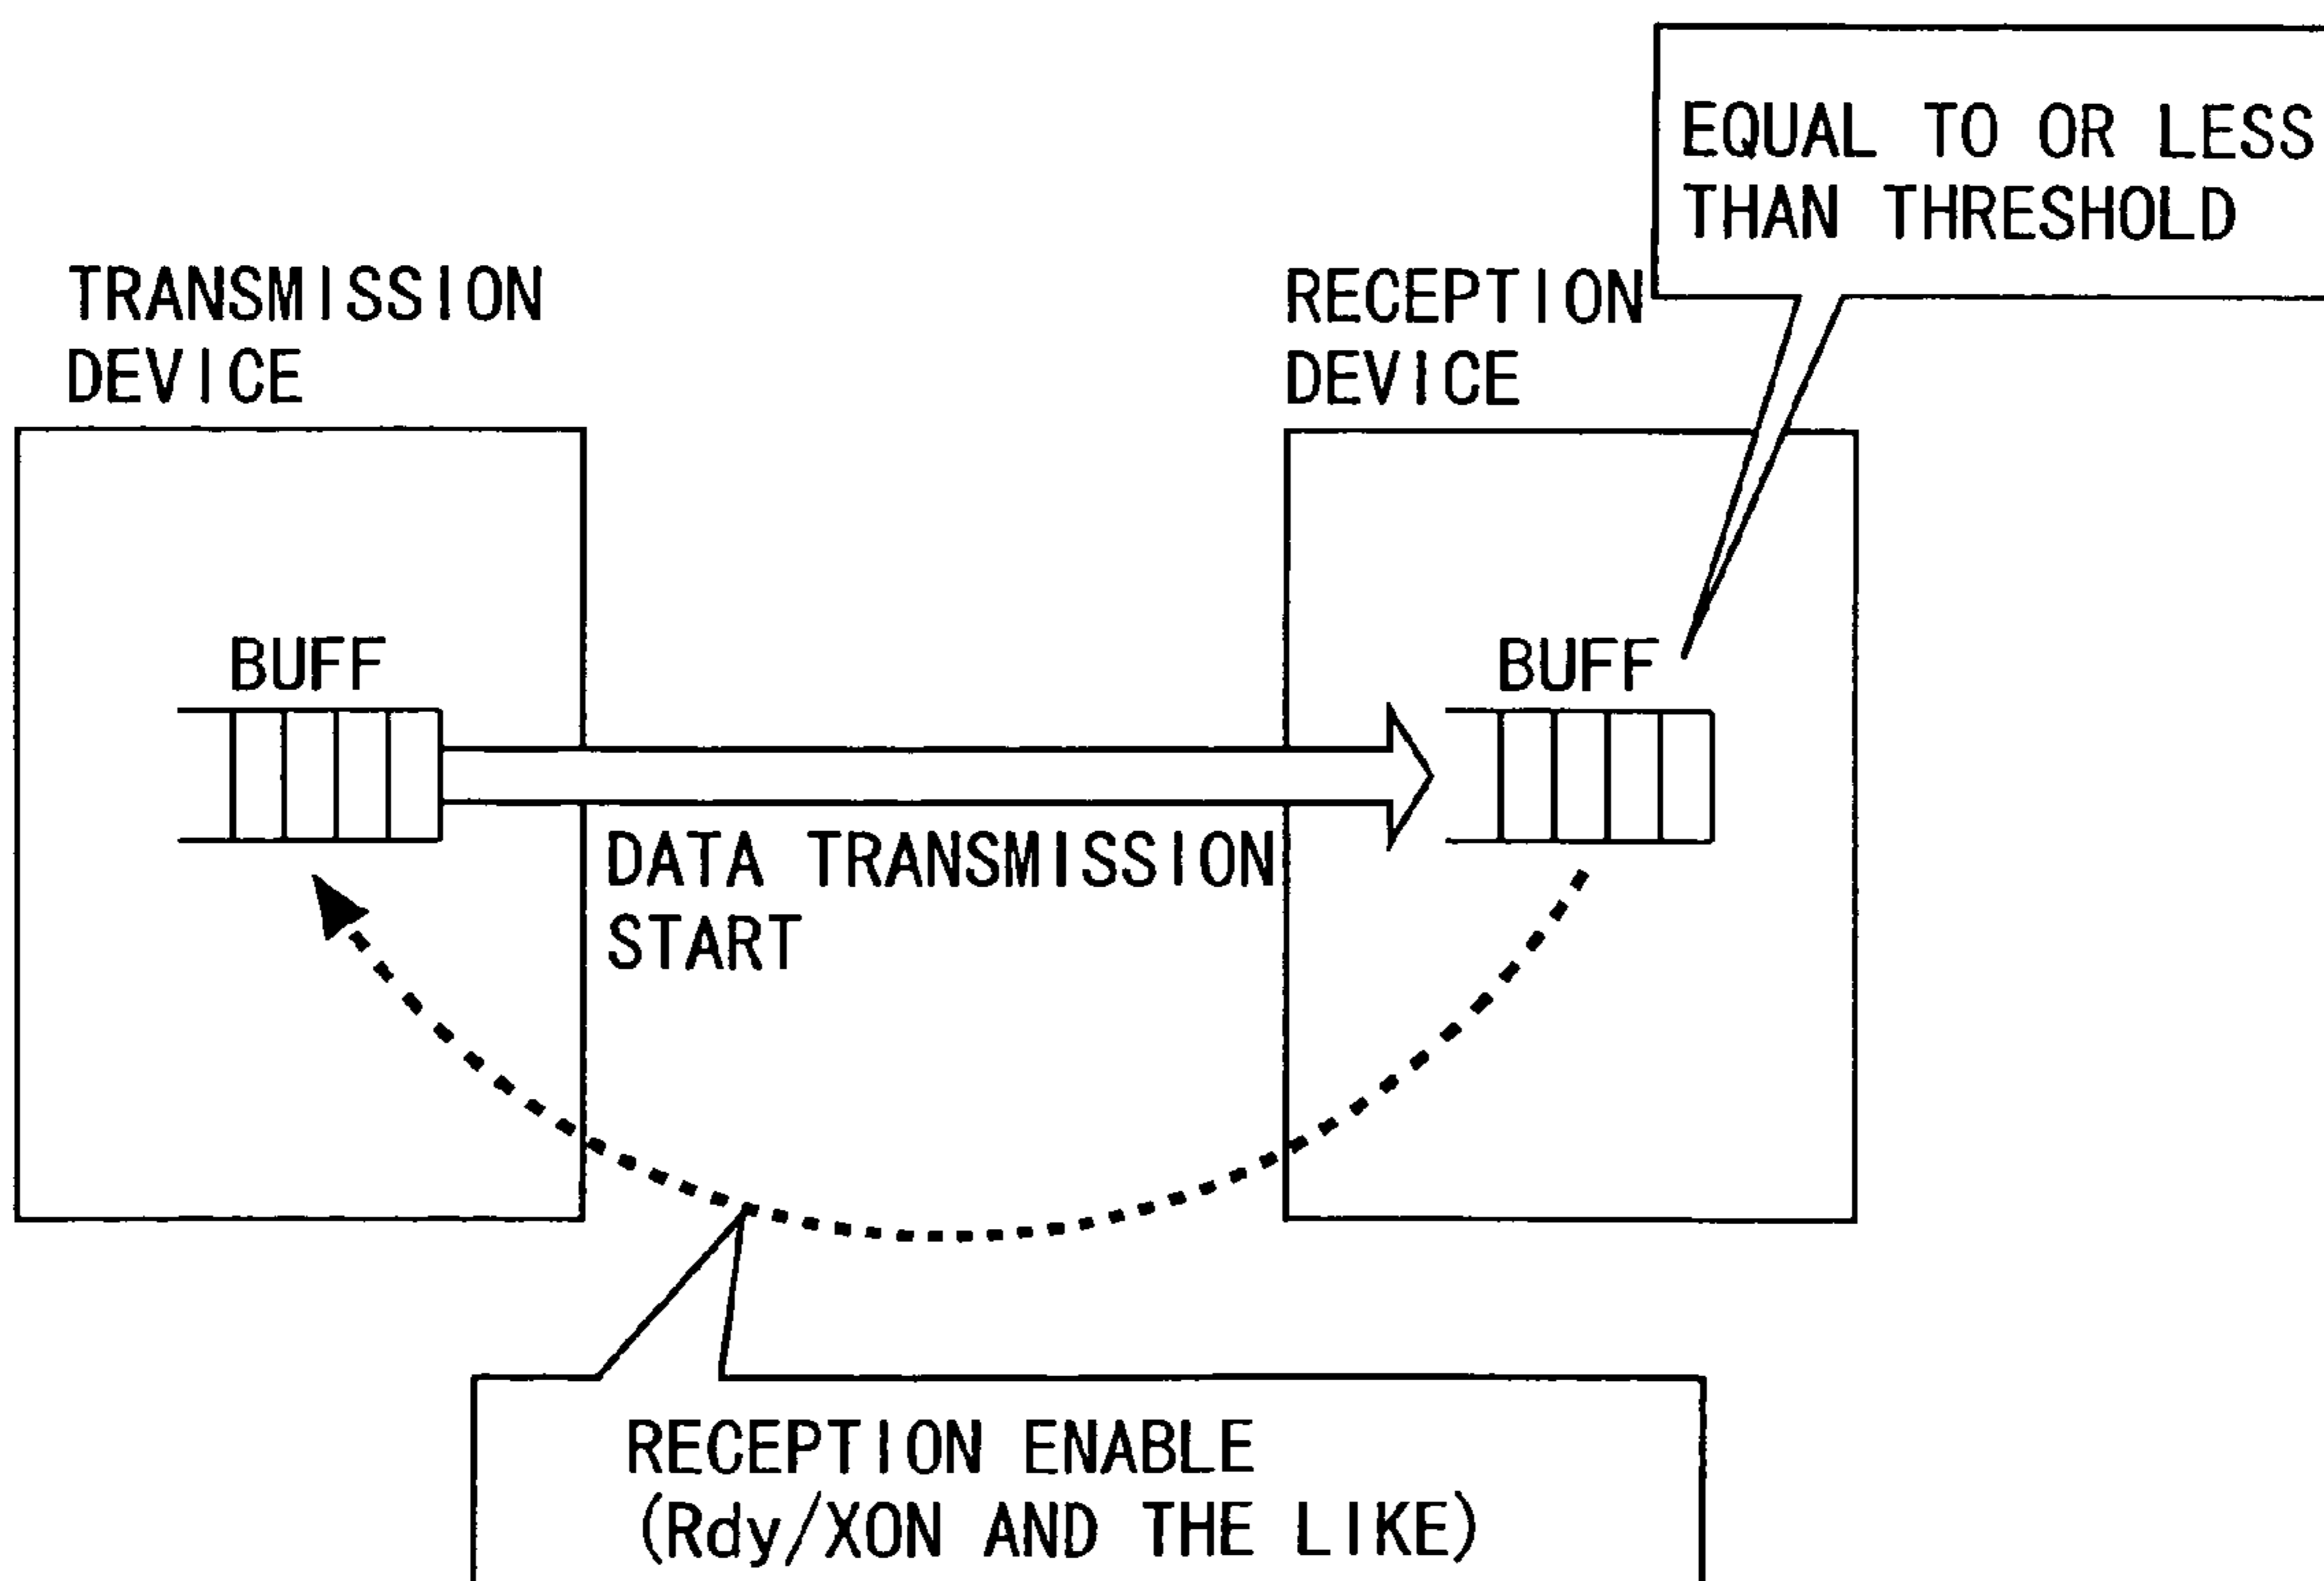 EQUAL TO OR LESS
THAN THRESHOLD
TRANSMISSION
DEVICE
RECEPTION
DEVICE
BUFF
BUFF
DATA TRANSMISSION
START
RECEPTION ENABLE
(Rdy/XON AND THE LIKE)